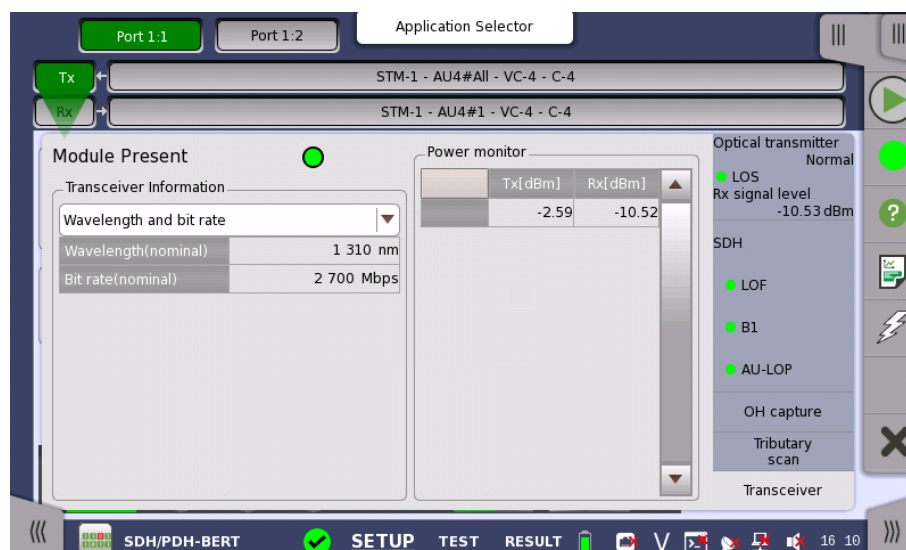 Port 1:1
Port 1:2
Application Selector
Tx
STM-1 - AU4#All - VC-4 - C-4
Rx
STM-1 - AU4#1 - VC-4 - C-4
Module Present
Transceiver Information
Wavelength and bit rate
Wavelength(nominal) 1 310 nm
Bit rate(nominal) 2 700 Mbps
Power monitor
Tx[dBm] Rx[dBm]
-2.59 -10.52
Optical transmitter
Normal
LOS
Rx signal level
-10.53 dBm
SDH
LOF
B1
AU-LOP
OH capture
Tributary
scan
Transceiver
SDH/PDH-BERT
SETUP
TEST
RESULT
16 10